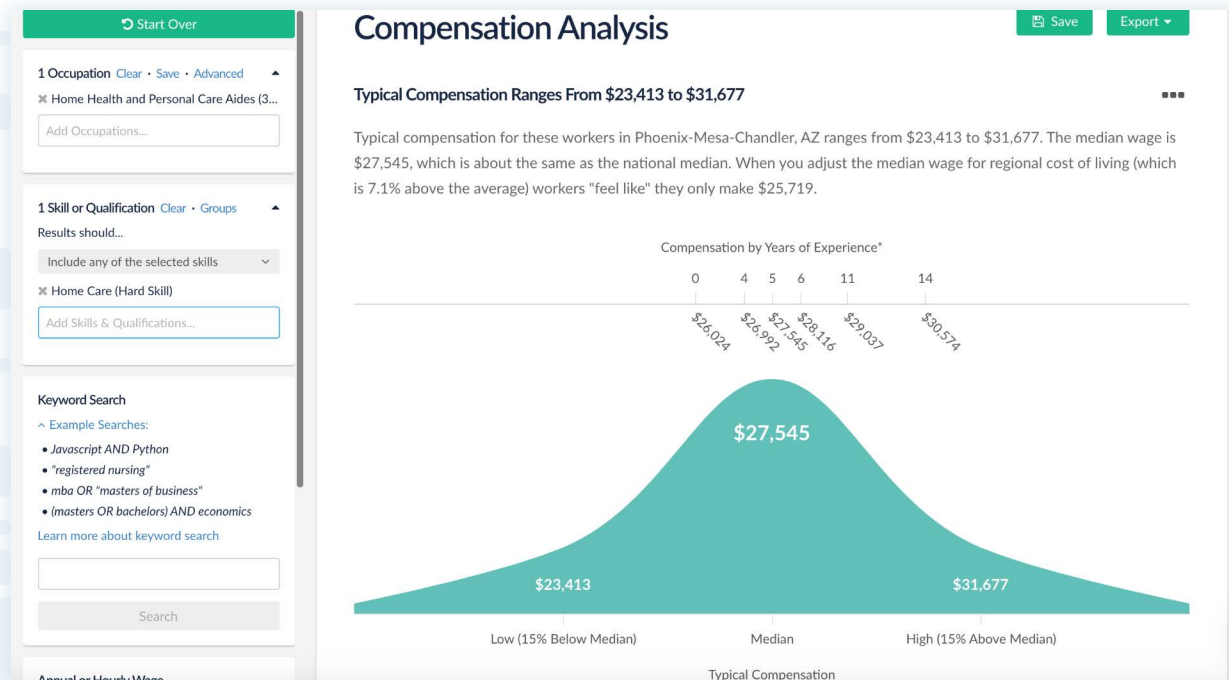 Start Over
1 Occupation Clear • Save • Advanced
Home Health and Personal Care Aides (3...
Add Occupations...
1 Skill or Qualification Clear • Groups
Results should...
Include any of the selected skills
Home Care (Hard Skill)
Add Skills & Qualifications...
Keyword Search
Example Searches:
• Javascript AND Python
• "registered nursing"
• mba OR "masters of business"
• (masters OR bachelors) AND economics
Learn more about keyword search
Search
Annual or Hourly Wage
Compensation Analysis
Save
Export
Typical Compensation Ranges From $23,413 to $31,677
Typical compensation for these workers in Phoenix-Mesa-Chandler, AZ ranges from $23,413 to $31,677. The median wage is
$27,545, which is about the same as the national median. When you adjust the median wage for regional cost of living (which
is 7.1% above the average) workers "feel like" they only make $25,719.
Compensation by Years of Experience*
0 4 5 6 11 14
$26,024 $26,992 $27,545 $28,116 $29,037 $30,574
$27,545
$23,413 $31,677
Low (15% Below Median) Median High (15% Above Median)
Typical Compensation